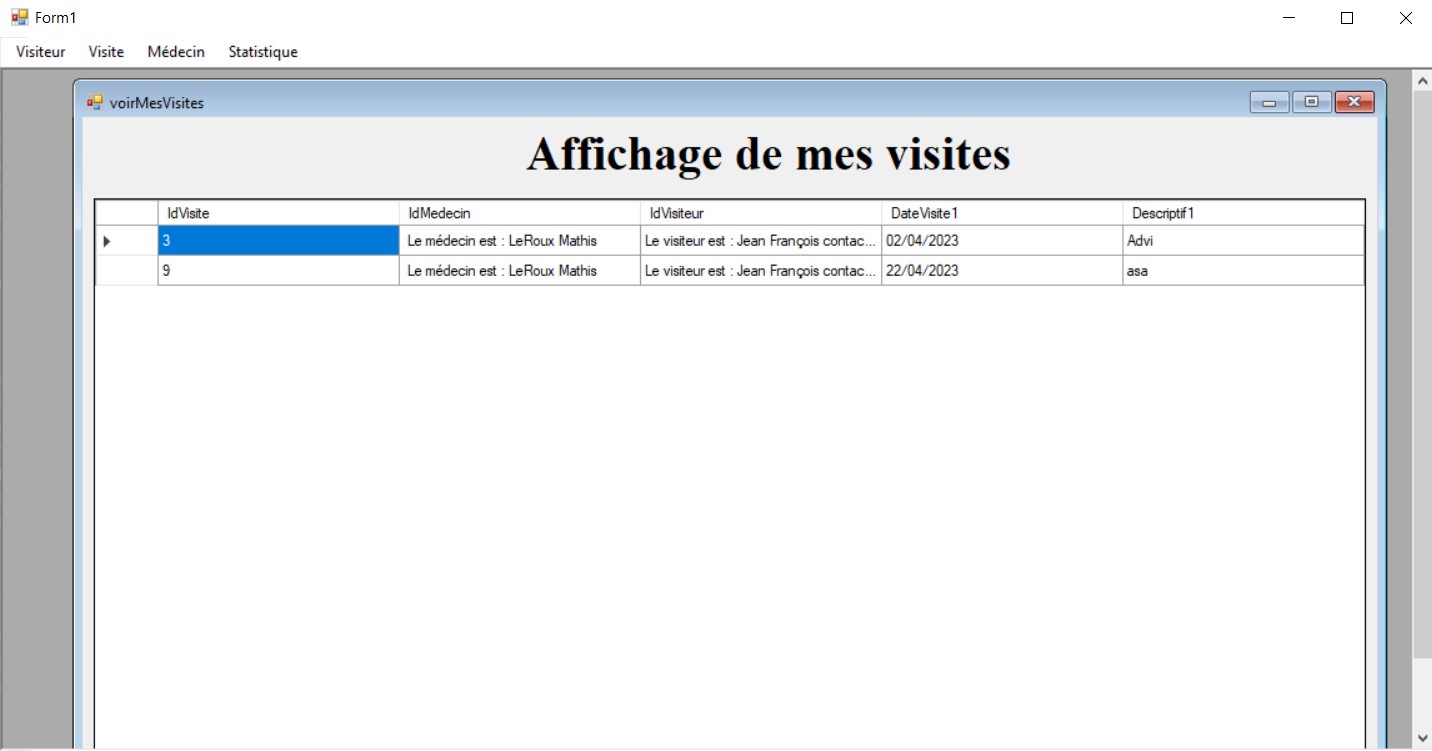 Form1
Visiteur Visite Médecin Statistique
voirMesVisites
Affichage de mes visites
IdVisite IdMedecin IdVisiteur DateVisite1 Descriptif1
3 Le médecin est : LeRoux Mathis Le visiteur est : Jean François contac... 02/04/2023 Advi
9 Le médecin est : LeRoux Mathis Le visiteur est : Jean François contac... 22/04/2023 asa